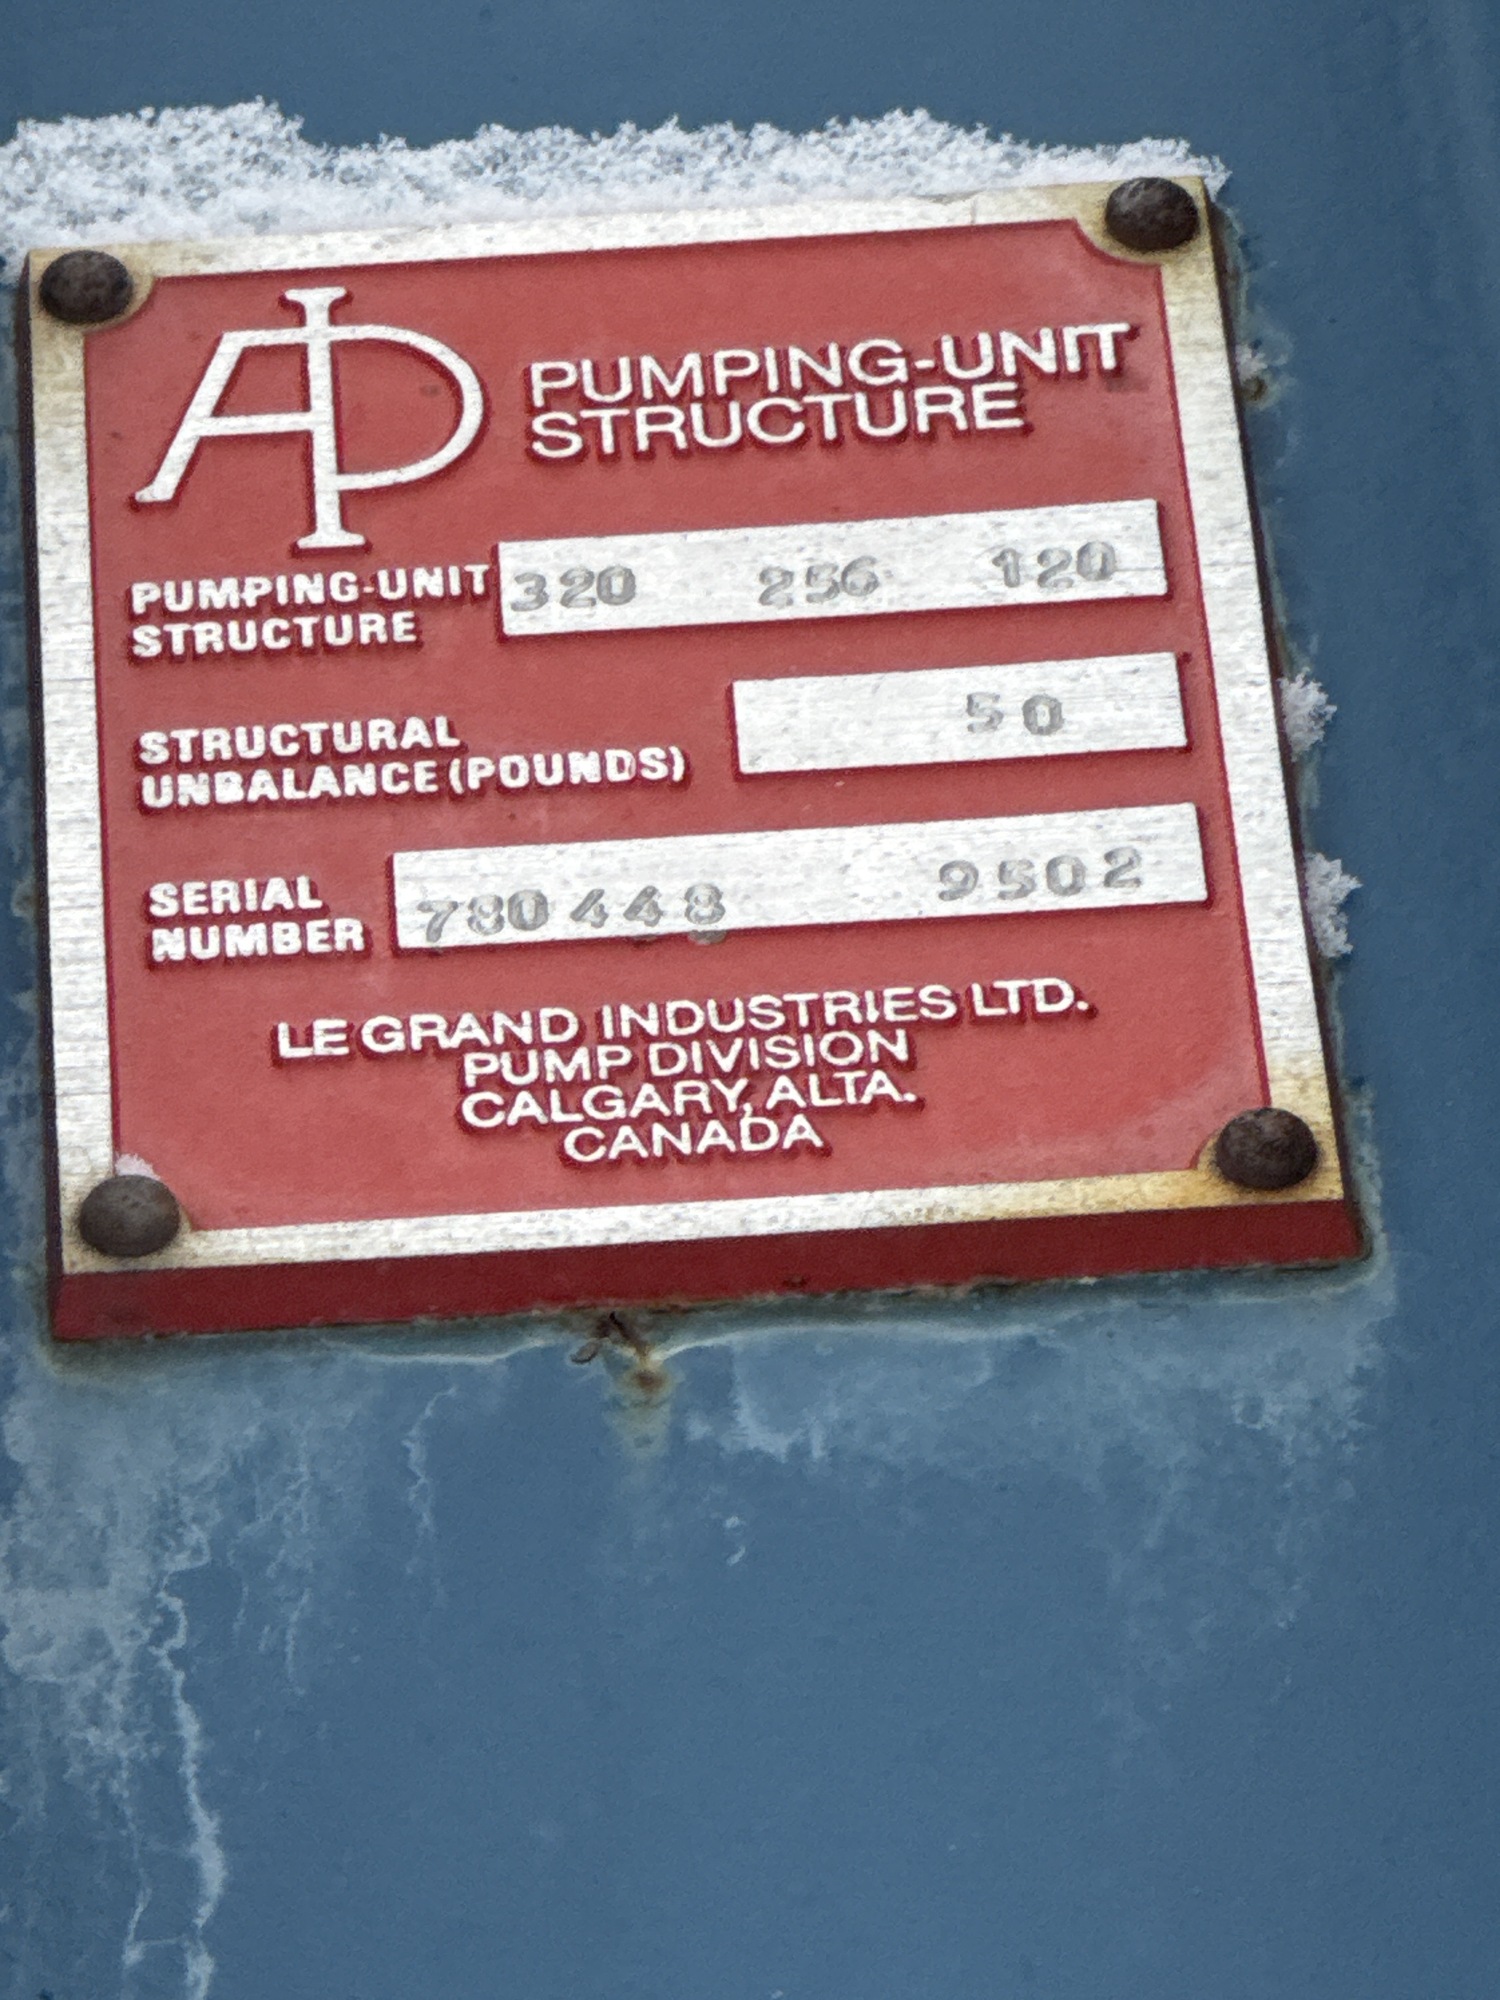 API
PUMPING-UNIT
STRUCTURE
PUMPING-UNIT STRUCTURE 320 256 120
STRUCTURAL
UNBALANCE (POUNDS) 50
SERIAL
NUMBER 780448 9502
LE GRAND INDUSTRIES LTD.
PUMP DIVISION
CALGARY, ALTA.
CANADA